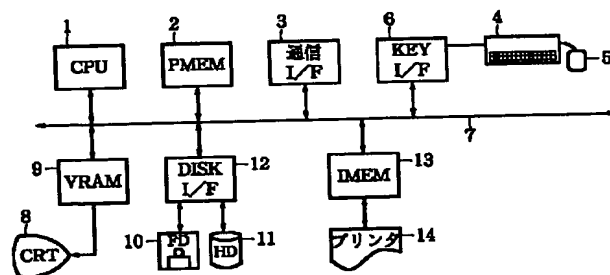 1
2
3
6
4
CPU
PMEM
通信
I/F
KEY
I/F
5
7
9
VRAM
DISK
I/F
12
IMEM
13
8
CRT
10
FD
HD
11
プリンタ
14